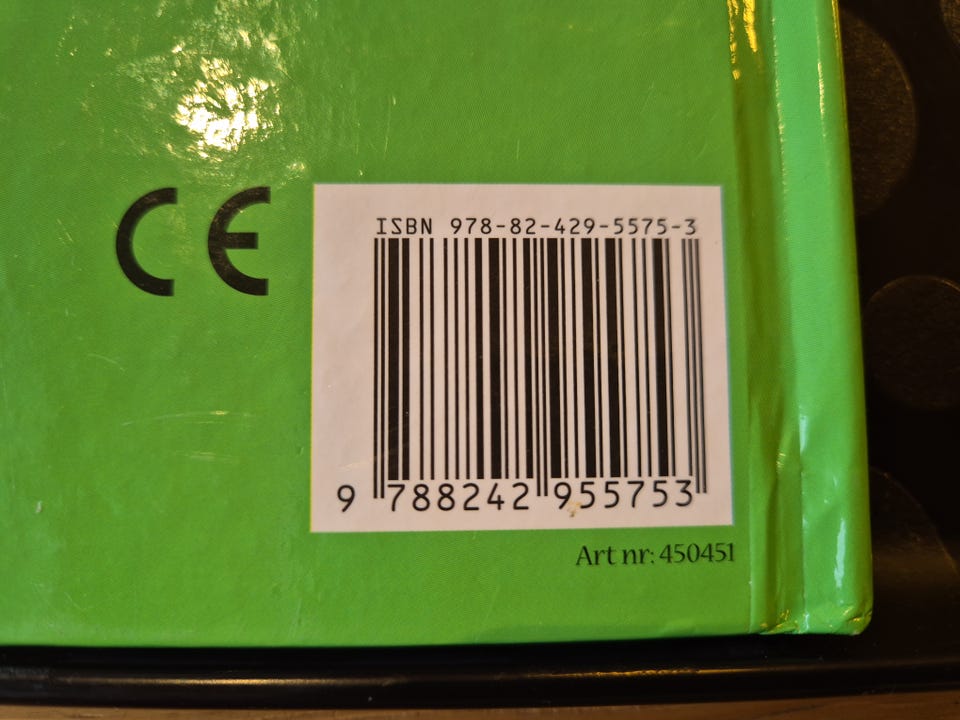 CE
ISBN 978-82-429-5575-3
9 788242 955753
Art nr: 450451